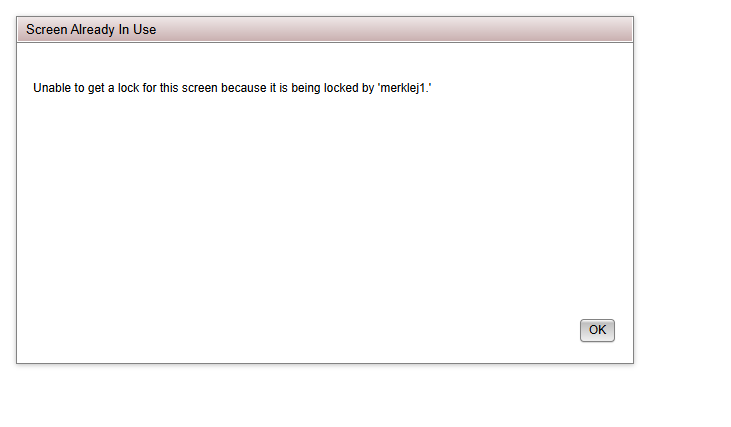 Screen Already In Use
Unable to get a lock for this screen because it is being locked by 'merklej1.'
OK